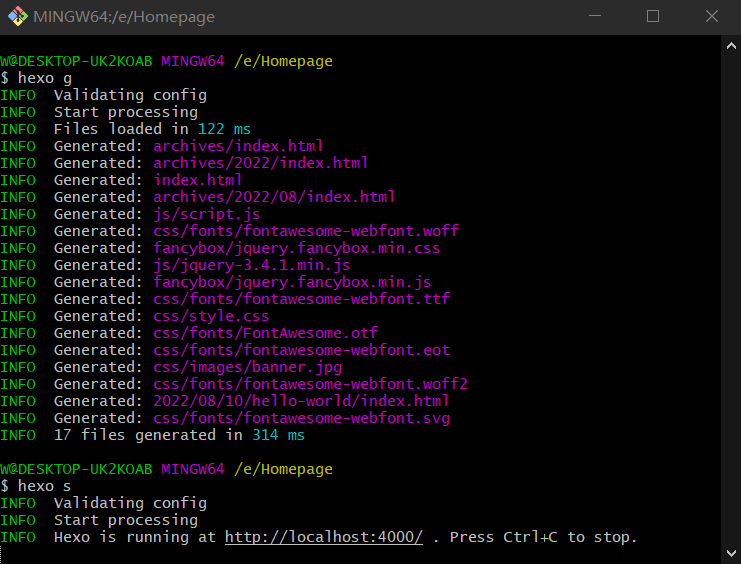 MINGW64:/e/Homepage
W@DESKTOP-UK2KOAB MINGW64 /e/Homepage
$ hexo g
INFO  Validating config
INFO  Start processing
INFO  Files loaded in 122 ms
INFO  Generated: archives/index.html
INFO  Generated: archives/2022/index.html
INFO  Generated: index.html
INFO  Generated: archives/2022/08/index.html
INFO  Generated: js/script.js
INFO  Generated: css/fonts/fontawesome-webfont.woff
INFO  Generated: fancybox/jquery.fancybox.min.css
INFO  Generated: js/jquery-3.4.1.min.js
INFO  Generated: fancybox/jquery.fancybox.min.js
INFO  Generated: css/fonts/fontawesome-webfont.ttf
INFO  Generated: css/style.css
INFO  Generated: css/fonts/FontAwesome.otf
INFO  Generated: css/fonts/fontawesome-webfont.eot
INFO  Generated: css/images/banner.jpg
INFO  Generated: css/fonts/fontawesome-webfont.woff2
INFO  Generated: 2022/08/10/hello-world/index.html
INFO  Generated: css/fonts/fontawesome-webfont.svg
INFO  17 files generated in 314 ms
W@DESKTOP-UK2KOAB MINGW64 /e/Homepage
$ hexo s
INFO  Validating config
INFO  Start processing
INFO  Hexo is running at http://localhost:4000/ . Press Ctrl+C to stop.